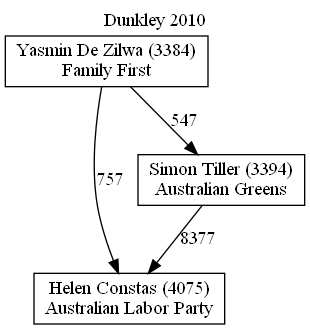 Dunkley 2010
Yasmin De Zilwa (3384)
Family First
547
Simon Tiller (3394)
Australian Greens
757
8377
Helen Constas (4075)
Australian Labor Party